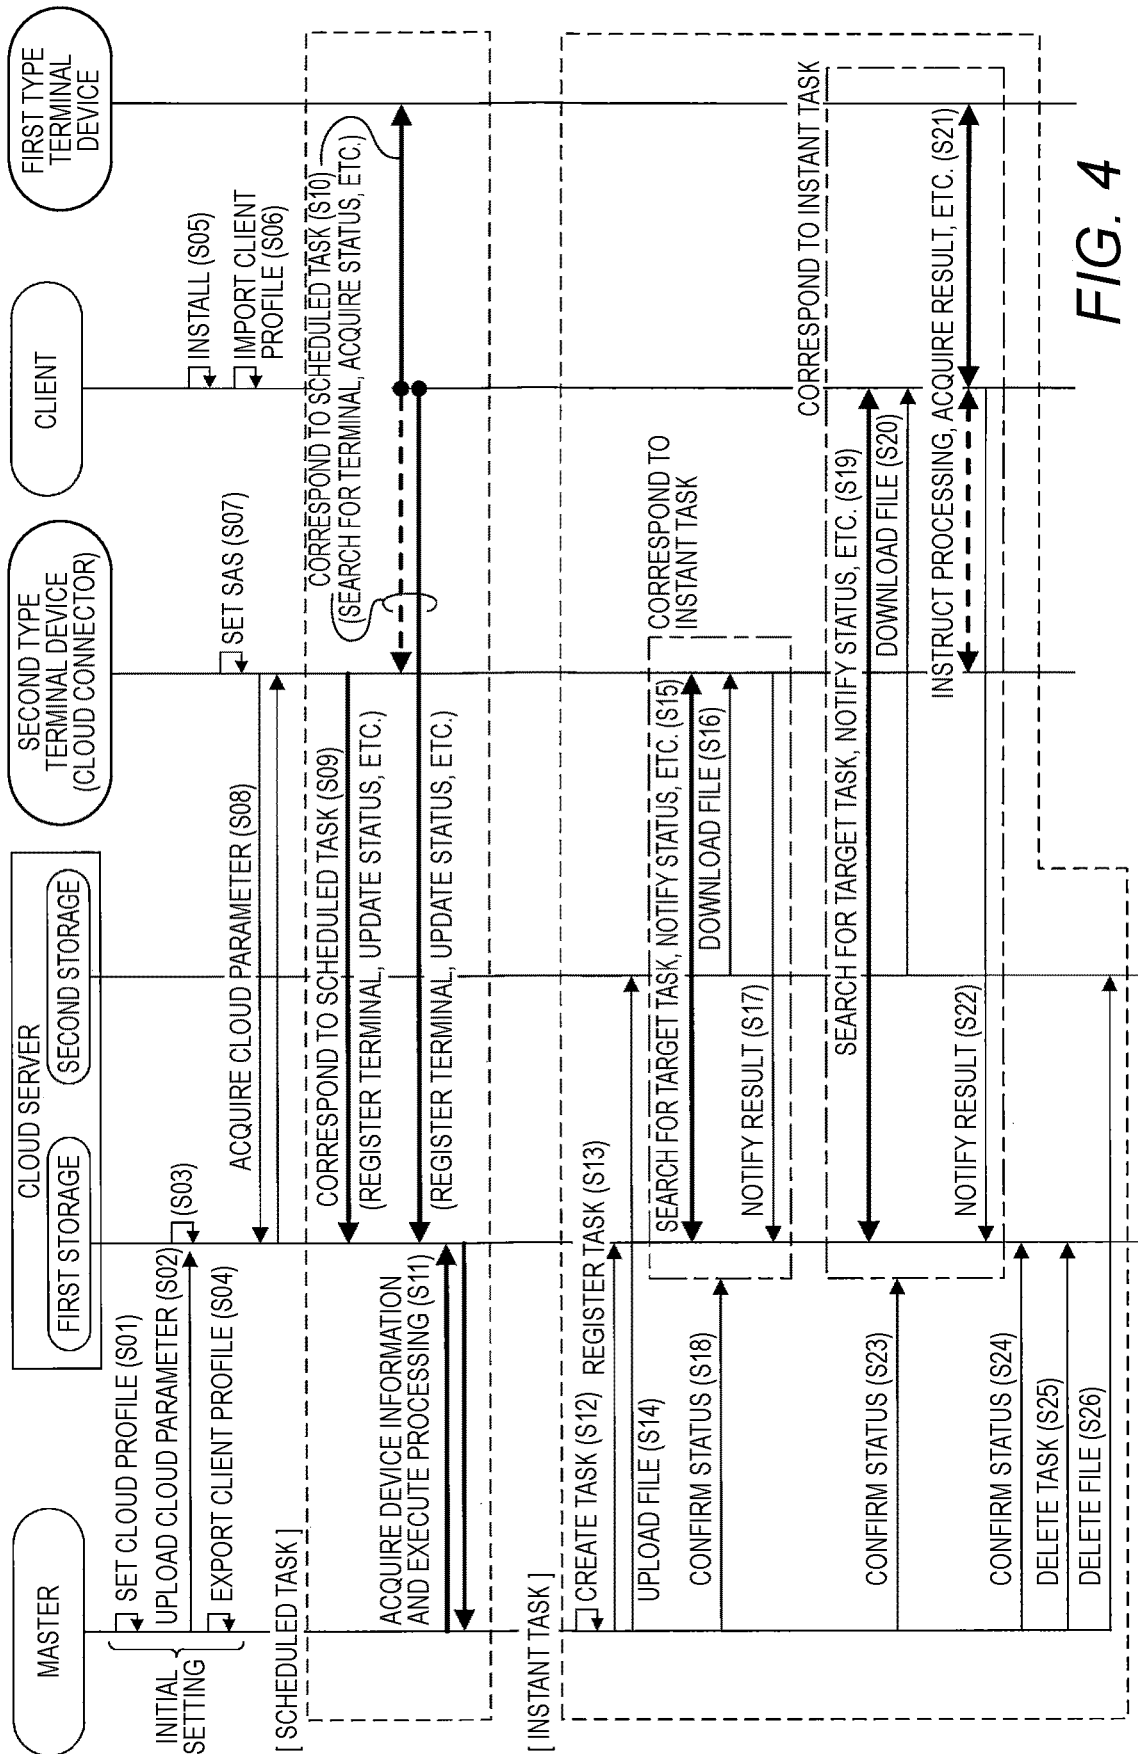 MASTER
CLOUD SERVER
FIRST STORAGE
SECOND STORAGE
SECOND TYPE
TERMINAL DEVICE
(CLOUD CONNECTOR)
CLIENT
FIRST TYPE
TERMINAL
DEVICE
INITIAL
SETTING
SET CLOUD PROFILE (S01)
UPLOAD CLOUD PARAMETER (S02)
(S03)
EXPORT CLIENT PROFILE (S04)
INSTALL (S05)
IMPORT CLIENT
PROFILE (S06)
SET SAS (S07)
ACQUIRE CLOUD PARAMETER (S08)
[ SCHEDULED TASK ]
CORRESPOND TO SCHEDULED TASK (S09)
(REGISTER TERMINAL, UPDATE STATUS, ETC.)
CORRESPOND TO SCHEDULED TASK (S10)
(SEARCH FOR TERMINAL, ACQUIRE STATUS, ETC.)
(REGISTER TERMINAL, UPDATE STATUS, ETC.)
ACQUIRE DEVICE INFORMATION
AND EXECUTE PROCESSING (S11)
[ INSTANT TASK ]
CREATE TASK (S12)
REGISTER TASK (S13)
UPLOAD FILE (S14)
CORRESPOND TO
INSTANT TASK
SEARCH FOR TARGET TASK, NOTIFY STATUS, ETC. (S15)
DOWNLOAD FILE (S16)
NOTIFY RESULT (S17)
CONFIRM STATUS (S18)
CORRESPOND TO INSTANT TASK
SEARCH FOR TARGET TASK, NOTIFY STATUS, ETC. (S19)
DOWNLOAD FILE (S20)
INSTRUCT PROCESSING, ACQUIRE RESULT, ETC. (S21)
NOTIFY RESULT (S22)
CONFIRM STATUS (S23)
CONFIRM STATUS (S24)
DELETE TASK (S25)
DELETE FILE (S26)
FIG. 4